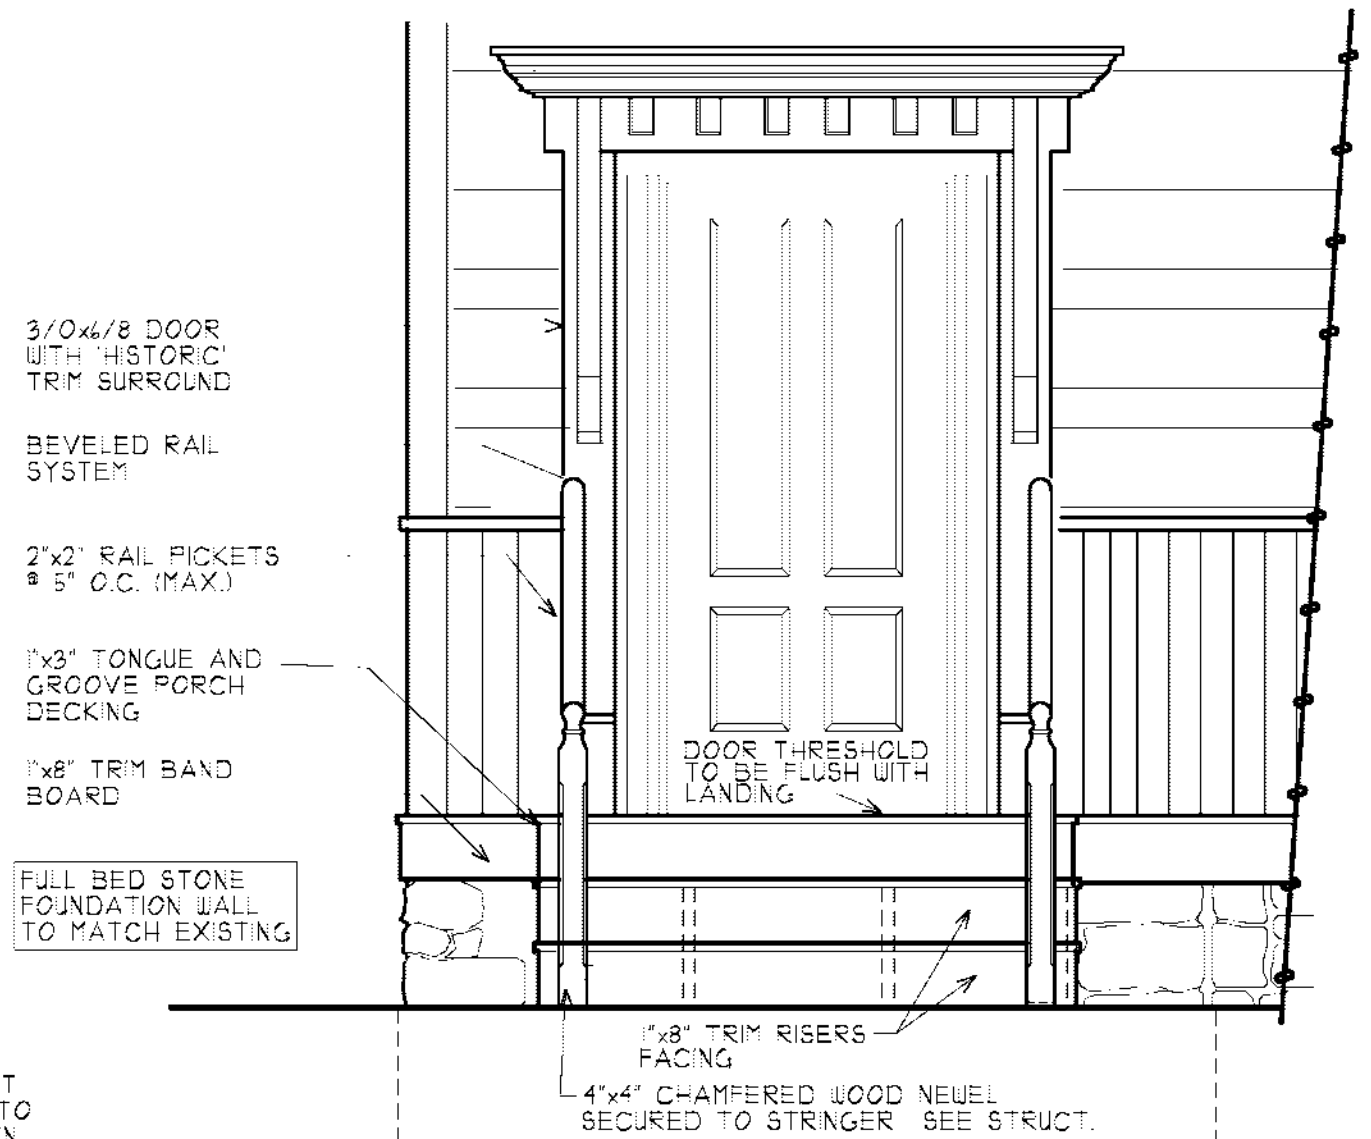 3/0x6/8 DOOR
WITH 'HISTORIC'
TRIM SURROUND
BEVELED RAIL
SYSTEM
2"x2" RAIL PICKETS
@ 5" O.C. (MAX.)
1"x3" TONGUE AND
GROOVE PORCH
DECKING
1"x8" TRIM BAND
BOARD
FULL BED STONE
FOUNDATION WALL
TO MATCH EXISTING
DOOR THRESHOLD
TO BE FLUSH WITH
LANDING
1"x8" TRIM RISERS
FACING
4"x4" CHAMFERED WOOD NEWEL
SECURED TO STRINGER SEE STRUCT.
T
TO